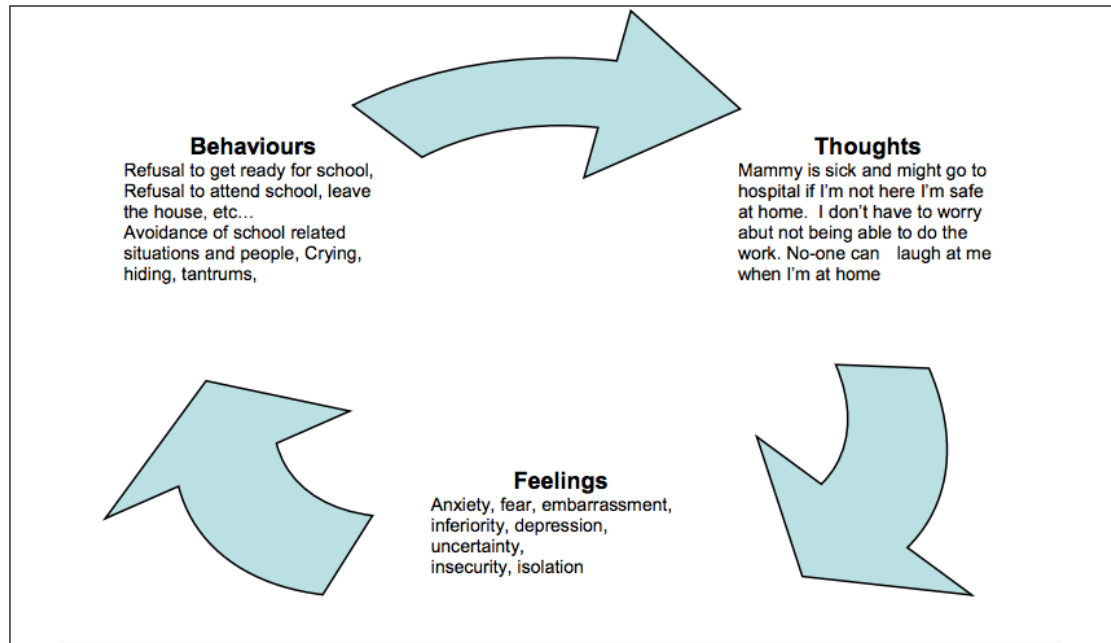 Behaviours
Refusal to get ready for school,
Refusal to attend school, leave
the house, etc...
Avoidance of school related
situations and people, Crying,
hiding, tantrums,
Thoughts
Mammy is sick and might go to
hospital if I'm not here I'm safe
at home.  I don't have to worry
abut not being able to do the
work. No-one can   laugh at me
when I'm at home
Feelings
Anxiety, fear, embarrassment,
inferiority, depression,
uncertainty,
insecurity, isolation